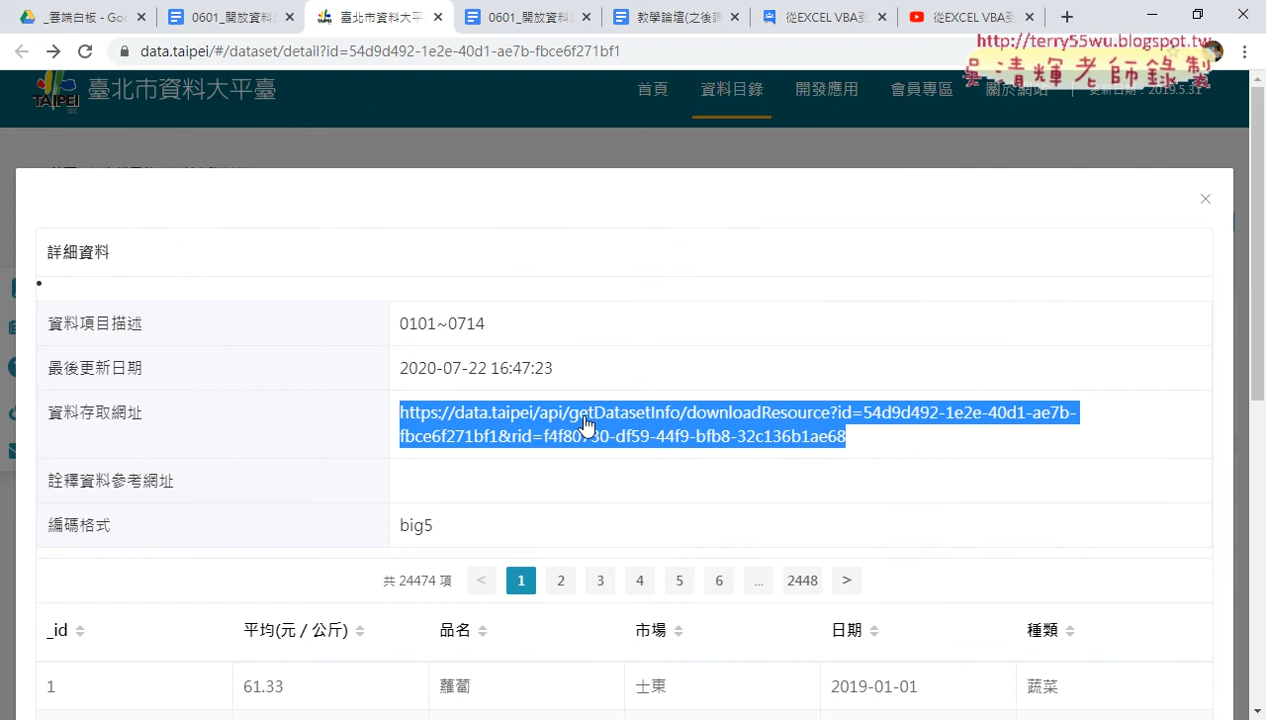 _雲端白板 - Goo
0601_開放資料
臺北市資料大平
0601_開放資料
教學論壇(之後
從EXCEL VBA到
從EXCEL VBA到
data.taipei/#/dataset/detail?id=54d9d492-1e2e-40d1-ae7b-fbce6f271bf1
http://terry55wu.blogspot.tw
吳清輝老師錄製
TAIPEI
臺北市資料大平臺
首頁
資料目錄
開發應用
會員專區
關於網站
更新日期：2019.5.31
詳細資料
資料項目描述
0101~0714
最後更新日期
2020-07-22 16:47:23
資料存取網址
https://data.taipei/api/getDatasetInfo/downloadResource?id=54d9d492-1e2e-40d1-ae7b-
fbce6f271bf1&rid=f4f80730-df59-44f9-bfb8-32c136b1ae68
詮釋資料參考網址
編碼格式
big5
共 24474 項
<
1
2
3
4
5
6
...
2448
>
_id
平均(元 / 公斤)
品名
市場
日期
種類
1
61.33
蘿蔔
士東
2019-01-01
蔬菜